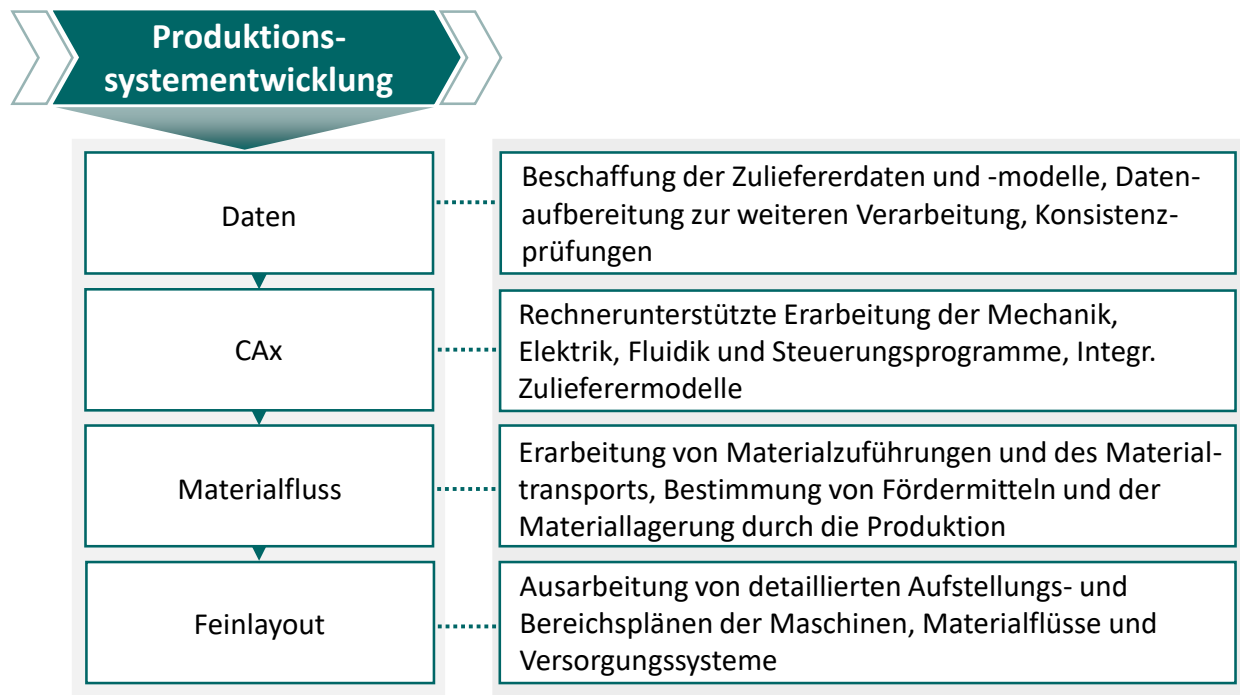 Produktions-
systementwicklung
Daten
Beschaffung der Zuliefererdaten und -modelle, Daten-
aufbereitung zur weiteren Verarbeitung, Konsistenz-
prüfungen
CAx
Rechnerunterstützte Erarbeitung der Mechanik,
Elektrik, Fluidik und Steuerungsprogramme, Integr.
Zulieferermodelle
Materialfluss
Erarbeitung von Materialzuführungen und des Material-
transports, Bestimmung von Fördermitteln und der
Materiallagerung durch die Produktion
Feinlayout
Ausarbeitung von detaillierten Aufstellungs- und
Bereichsplänen der Maschinen, Materialflüsse und
Versorgungssysteme